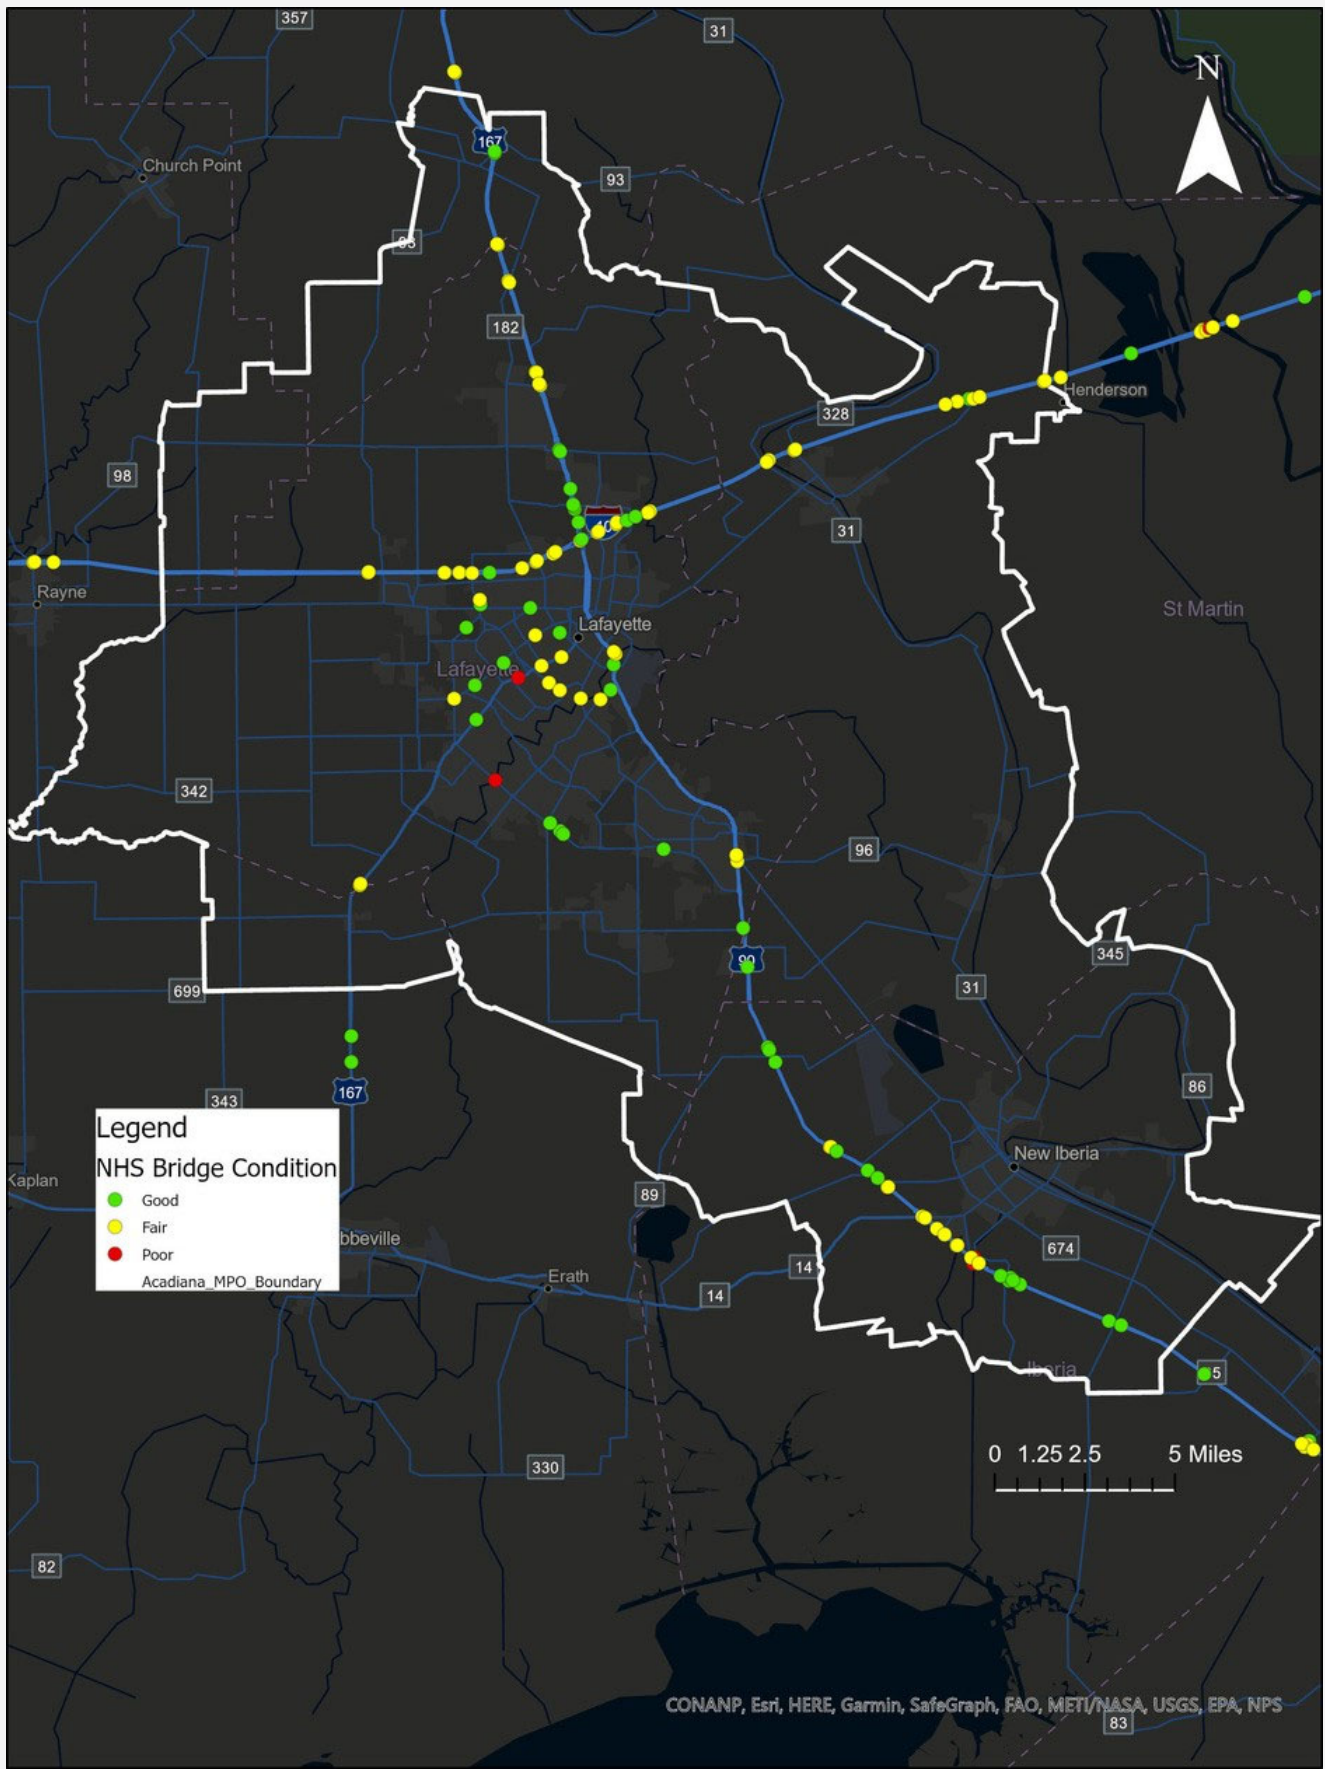 357
31
N
167
Church Point
93
93
182
Henderson
328
98
31
Rayne
Lafayette
St Martin
Lafayette
342
96
345
90
31
699
86
343
167
Legend
NHS Bridge Condition
Good
Fair
Poor
Acadiana_MPO_Boundary
New Iberia
Kaplan
89
bbeville
674
14
Erath
14
Iberia
5
0 1.25 2.5 5 Miles
330
82
CONANP, Esri, HERE, Garmin, SafeGraph, FAO, METI/NASA, USGS, EPA, NPS
83